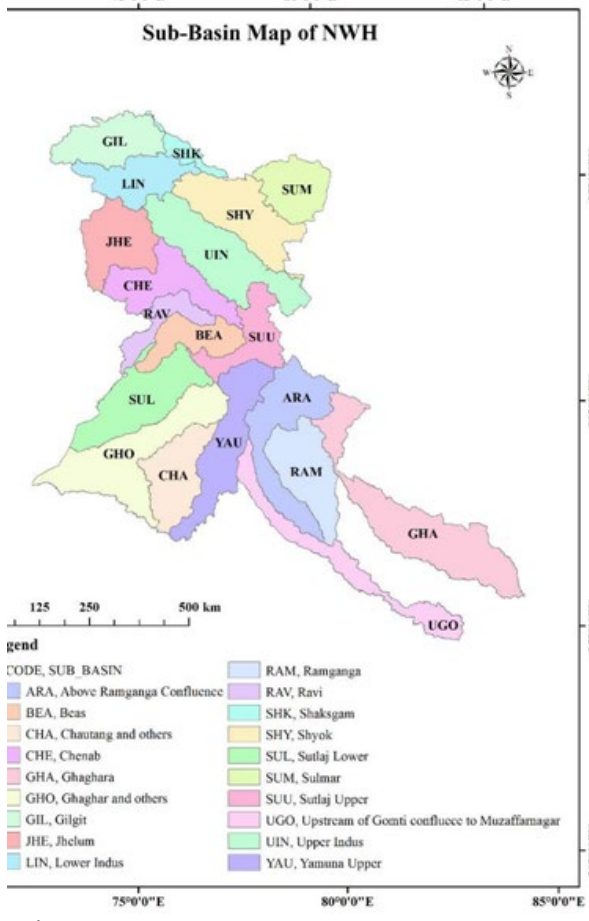 Sub-Basin Map of NWH
N
W E
S
GIL
SHK
LIN
SUM
SHY
JHE
UIN
CHE
RAV
BEA
SUU
SUL
ARA
YAU
GHO
CHA
RAM
GHA
UGO
125 250 500 km
gend
CODE, SUB_BASIN
ARA, Above Ramganga Confluence
BEA, Beas
CHA, Chautang and others
CHE, Chenab
GHA, Ghaghara
GHO, Ghaghar and others
GIL, Gilgit
JHE, Jhelum
LIN, Lower Indus
RAM, Ramganga
RAV, Ravi
SHK, Shaksgam
SHY, Shyok
SUL, Sutlaj Lower
SUM, Sulmar
SUU, Sutlaj Upper
UGO, Upstream of Gomti confluece to Muzaffarnagar
UIN, Upper Indus
YAU, Yamuna Upper
75°0'0"E 80°0'0"E 85°0'0"E